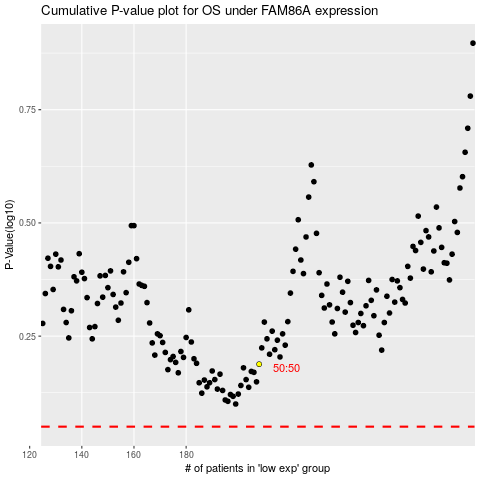 Cumulative P-value plot for OS under FAM86A expression
P-Value(log10)
0.75
0.50
0.25
50:50
120 140 160 180
# of patients in 'low exp' group